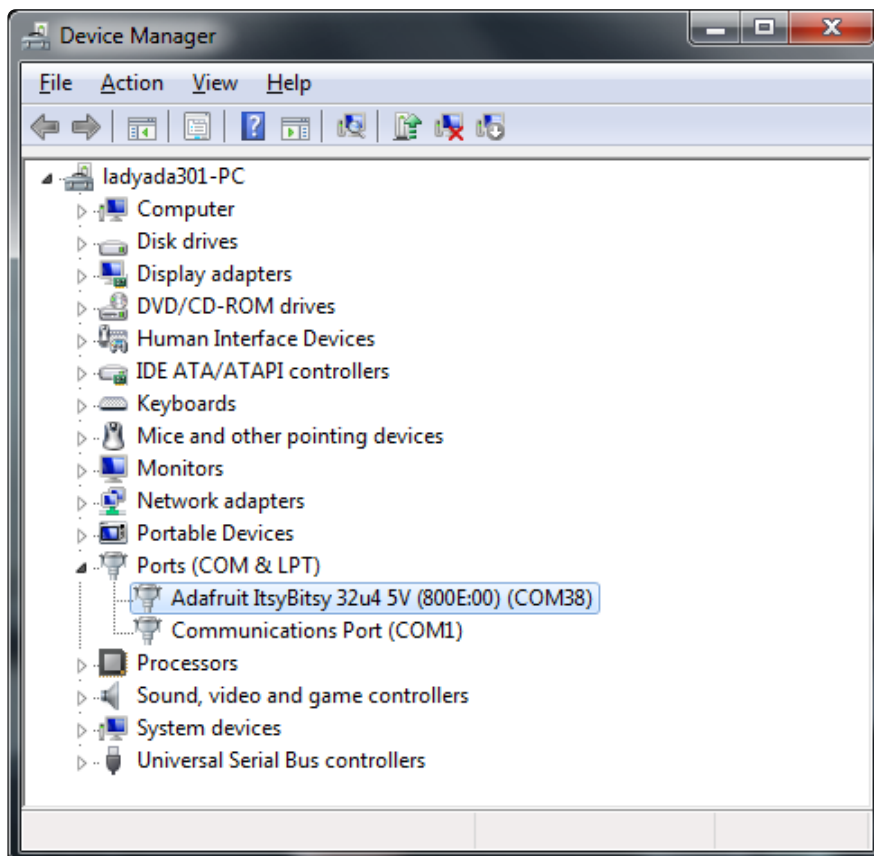 Device Manager
File Action View Help
ladyada301-PC
Computer
Disk drives
Display adapters
DVD/CD-ROM drives
Human Interface Devices
IDE ATA/ATAPI controllers
Keyboards
Mice and other pointing devices
Monitors
Network adapters
Portable Devices
Ports (COM & LPT)
Adafruit ItsyBitsy 32u4 5V (800E:00) (COM38)
Communications Port (COM1)
Processors
Sound, video and game controllers
System devices
Universal Serial Bus controllers